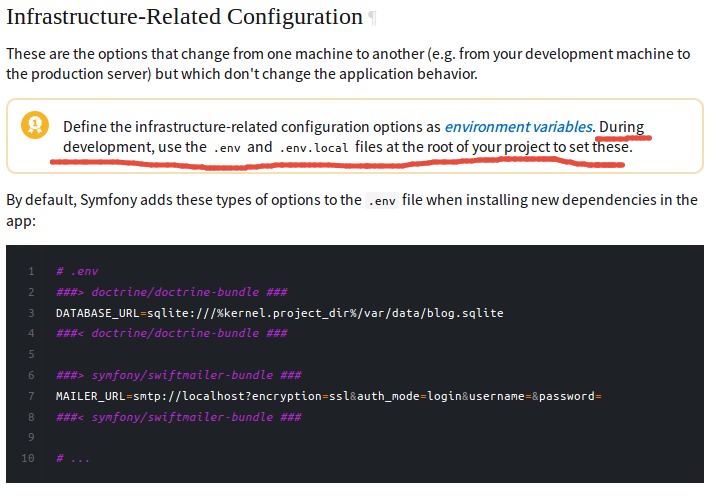 Infrastructure-Related Configuration ¶
These are the options that change from one machine to another (e.g. from your development machine to
the production server) but which don't change the application behavior.
1
Define the infrastructure-related configuration options as environment variables. During
development, use the .env and .env.local files at the root of your project to set these.
By default, Symfony adds these types of options to the .env file when installing new dependencies in the
app:
1 # .env
2 ###> doctrine/doctrine-bundle ###
3 DATABASE_URL=sqlite:///%kernel.project_dir%/var/data/blog.sqlite
4 ###< doctrine/doctrine-bundle ###
5
6 ###> symfony/swiftmailer-bundle ###
7 MAILER_URL=smtp://localhost?encryption=ssl&auth_mode=login&username=&password=
8 ###< symfony/swiftmailer-bundle ###
9
10 # ...